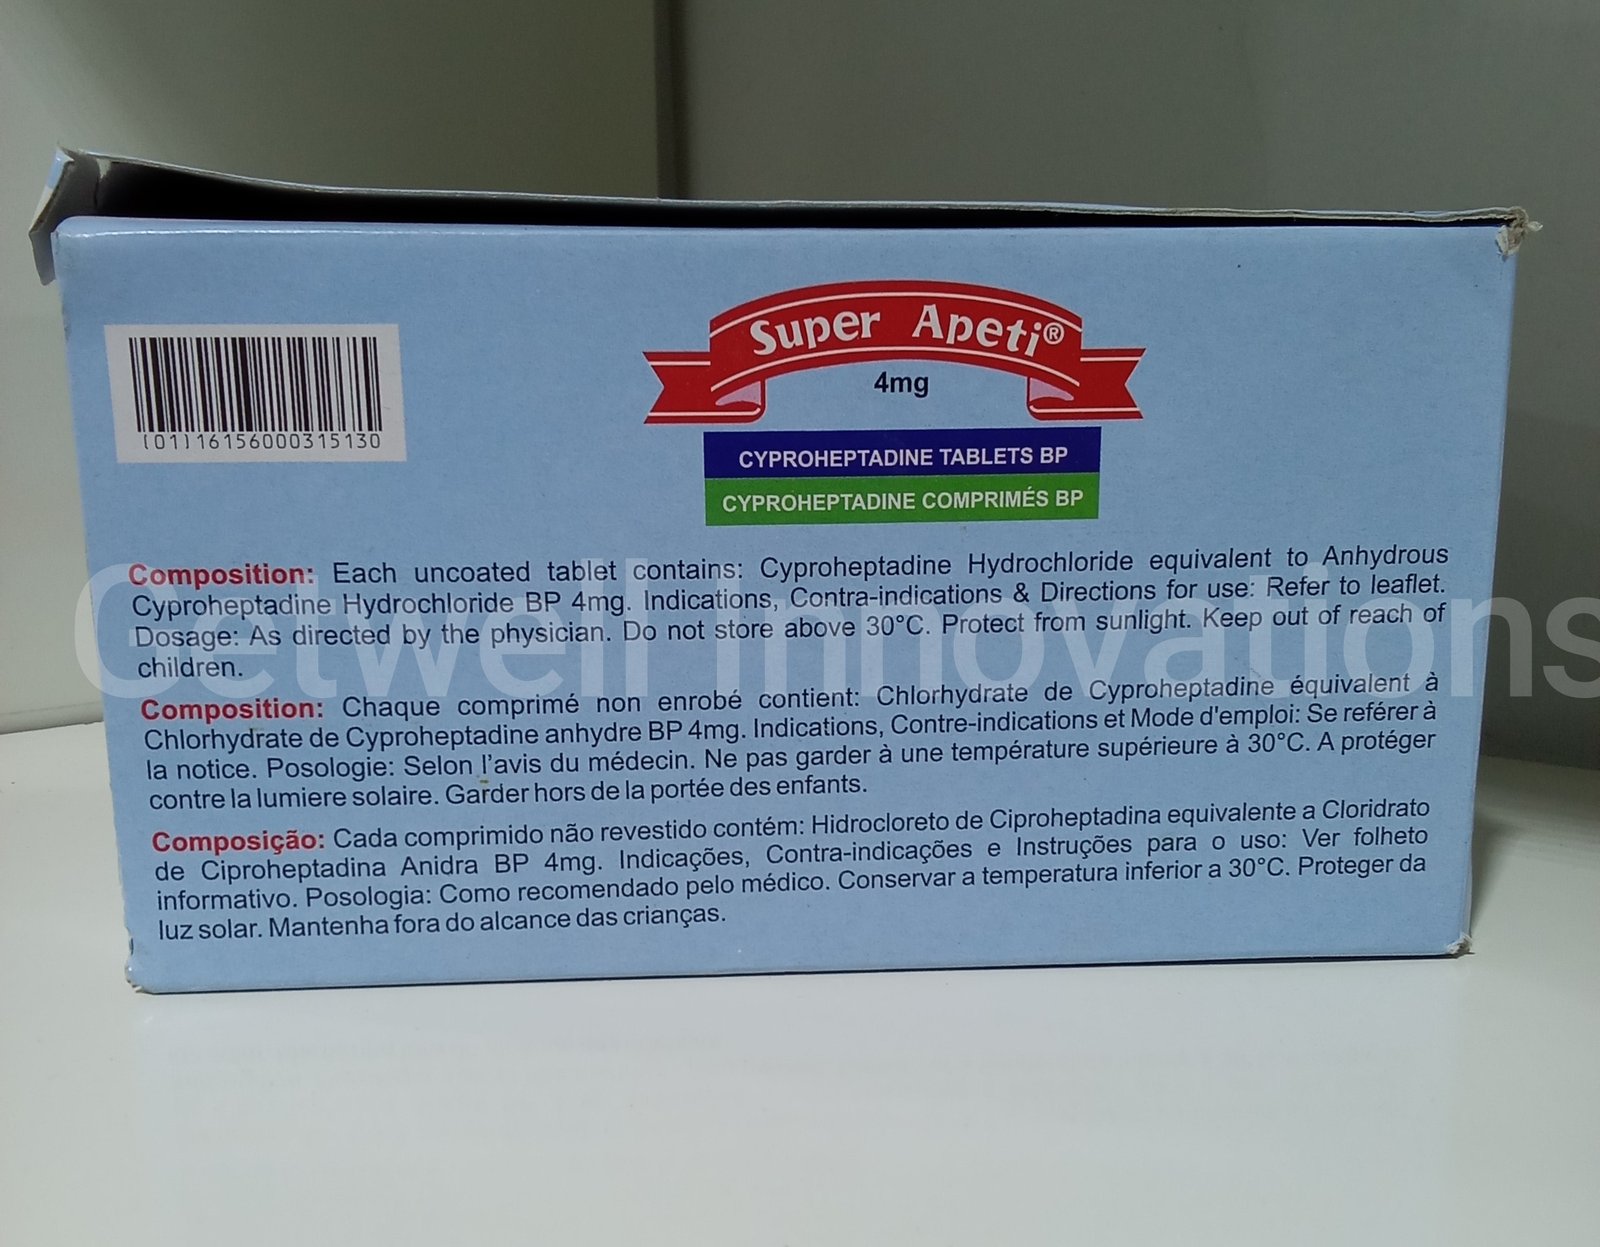 Super Apeti®
4mg
CYPROHEPTADINE TABLETS BP
CYPROHEPTADINE COMPRIMÉS BP
(01)16156000315130
Composition: Each uncoated tablet contains: Cyproheptadine Hydrochloride equivalent to Anhydrous
Cyproheptadine Hydrochloride BP 4mg. Indications, Contra-indications & Directions for use: Refer to leaflet.
Dosage: As directed by the physician. Do not store above 30°C. Protect from sunlight. Keep out of reach of
children.
Composition: Chaque comprimé non enrobé contient: Chlorhydrate de Cyproheptadine équivalent à
Chlorhydrate de Cyproheptadine anhydre BP 4mg. Indications, Contre-indications et Mode d'emploi: Se reférer à
la notice. Posologie: Selon l'avis du médecin. Ne pas garder à une température supérieure à 30°C. A protéger
contre la lumiere solaire. Garder hors de la portée des enfants.
Composição: Cada comprimido não revestido contém: Hidrocloreto de Ciproheptadina equivalente a Cloridrato
de Ciproheptadina Anidra BP 4mg. Indicações, Contra-indicações e Instruções para o uso: Ver folheto
informativo. Posologia: Como recomendado pelo médico. Conservar a temperatura inferior a 30°C. Proteger da
luz solar. Mantenha fora do alcance das crianças.
Getwell Innovations